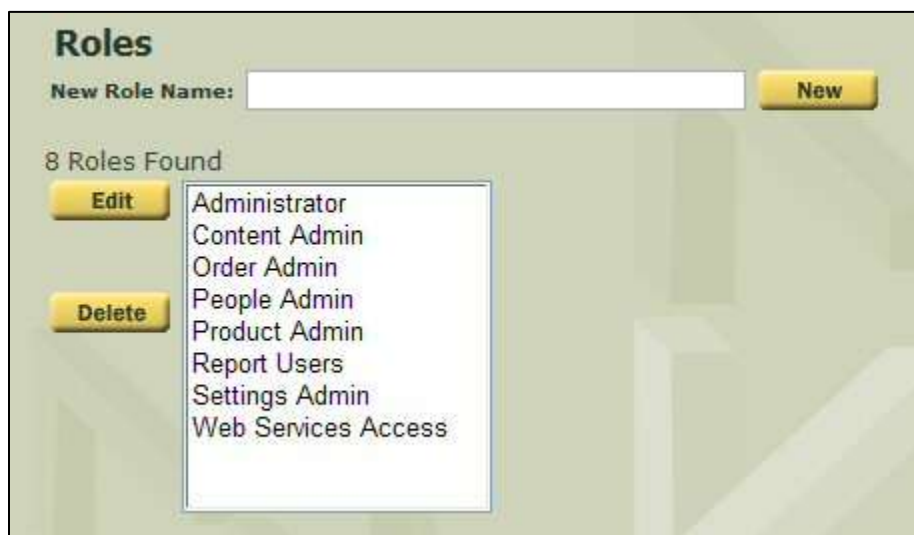 Roles
New Role Name:
New
8 Roles Found
Edit
Delete
Administrator
Content Admin
Order Admin
People Admin
Product Admin
Report Users
Settings Admin
Web Services Access